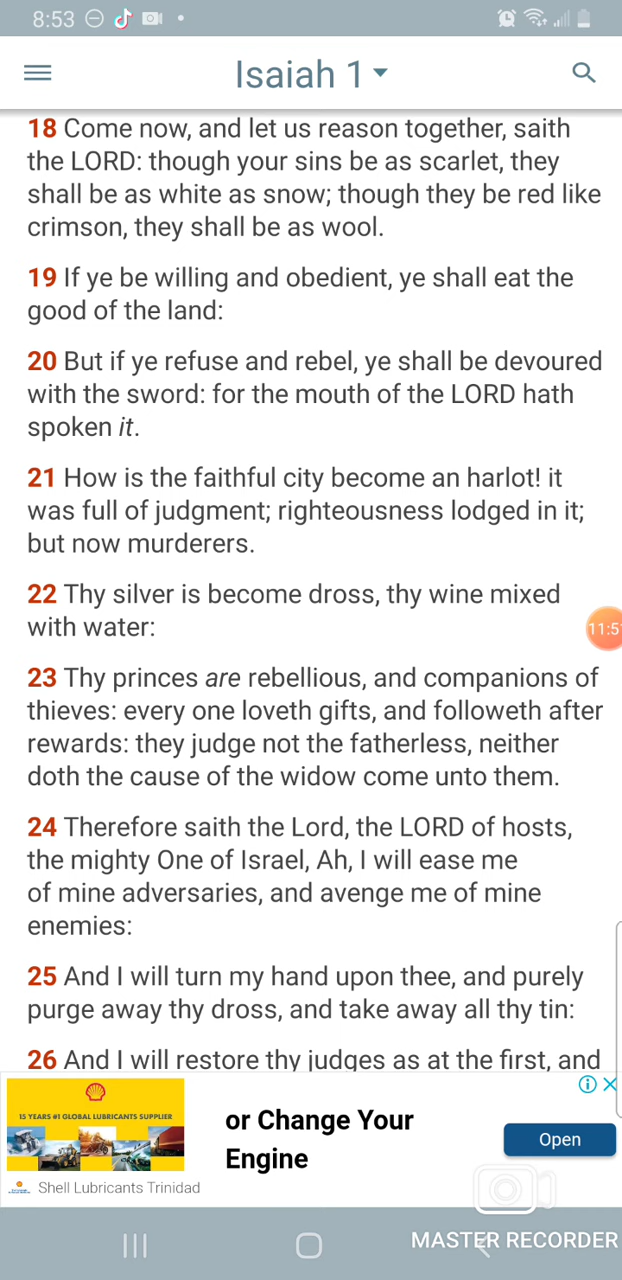 8:53
Isaiah 1
18 Come now, and let us reason together, saith
the LORD: though your sins be as scarlet, they
shall be as white as snow; though they be red like
crimson, they shall be as wool.
19 If ye be willing and obedient, ye shall eat the
good of the land:
20 But if ye refuse and rebel, ye shall be devoured
with the sword: for the mouth of the LORD hath
spoken it.
21 How is the faithful city become an harlot! it
was full of judgment; righteousness lodged in it;
but now murderers.
22 Thy silver is become dross, thy wine mixed
with water:
11:5
23 Thy princes are rebellious, and companions of
thieves: every one loveth gifts, and followeth after
rewards: they judge not the fatherless, neither
doth the cause of the widow come unto them.
24 Therefore saith the Lord, the LORD of hosts,
the mighty One of Israel, Ah, I will ease me
of mine adversaries, and avenge me of mine
enemies:
25 And I will turn my hand upon thee, and purely
purge away thy dross, and take away all thy tin:
26 And I will restore thy judges as at the first, and
15 YEARS #1 GLOBAL LUBRICANTS SUPPLIER
or Change Your
Engine
Open
Shell Lubricants Trinidad
MASTER RECORDER